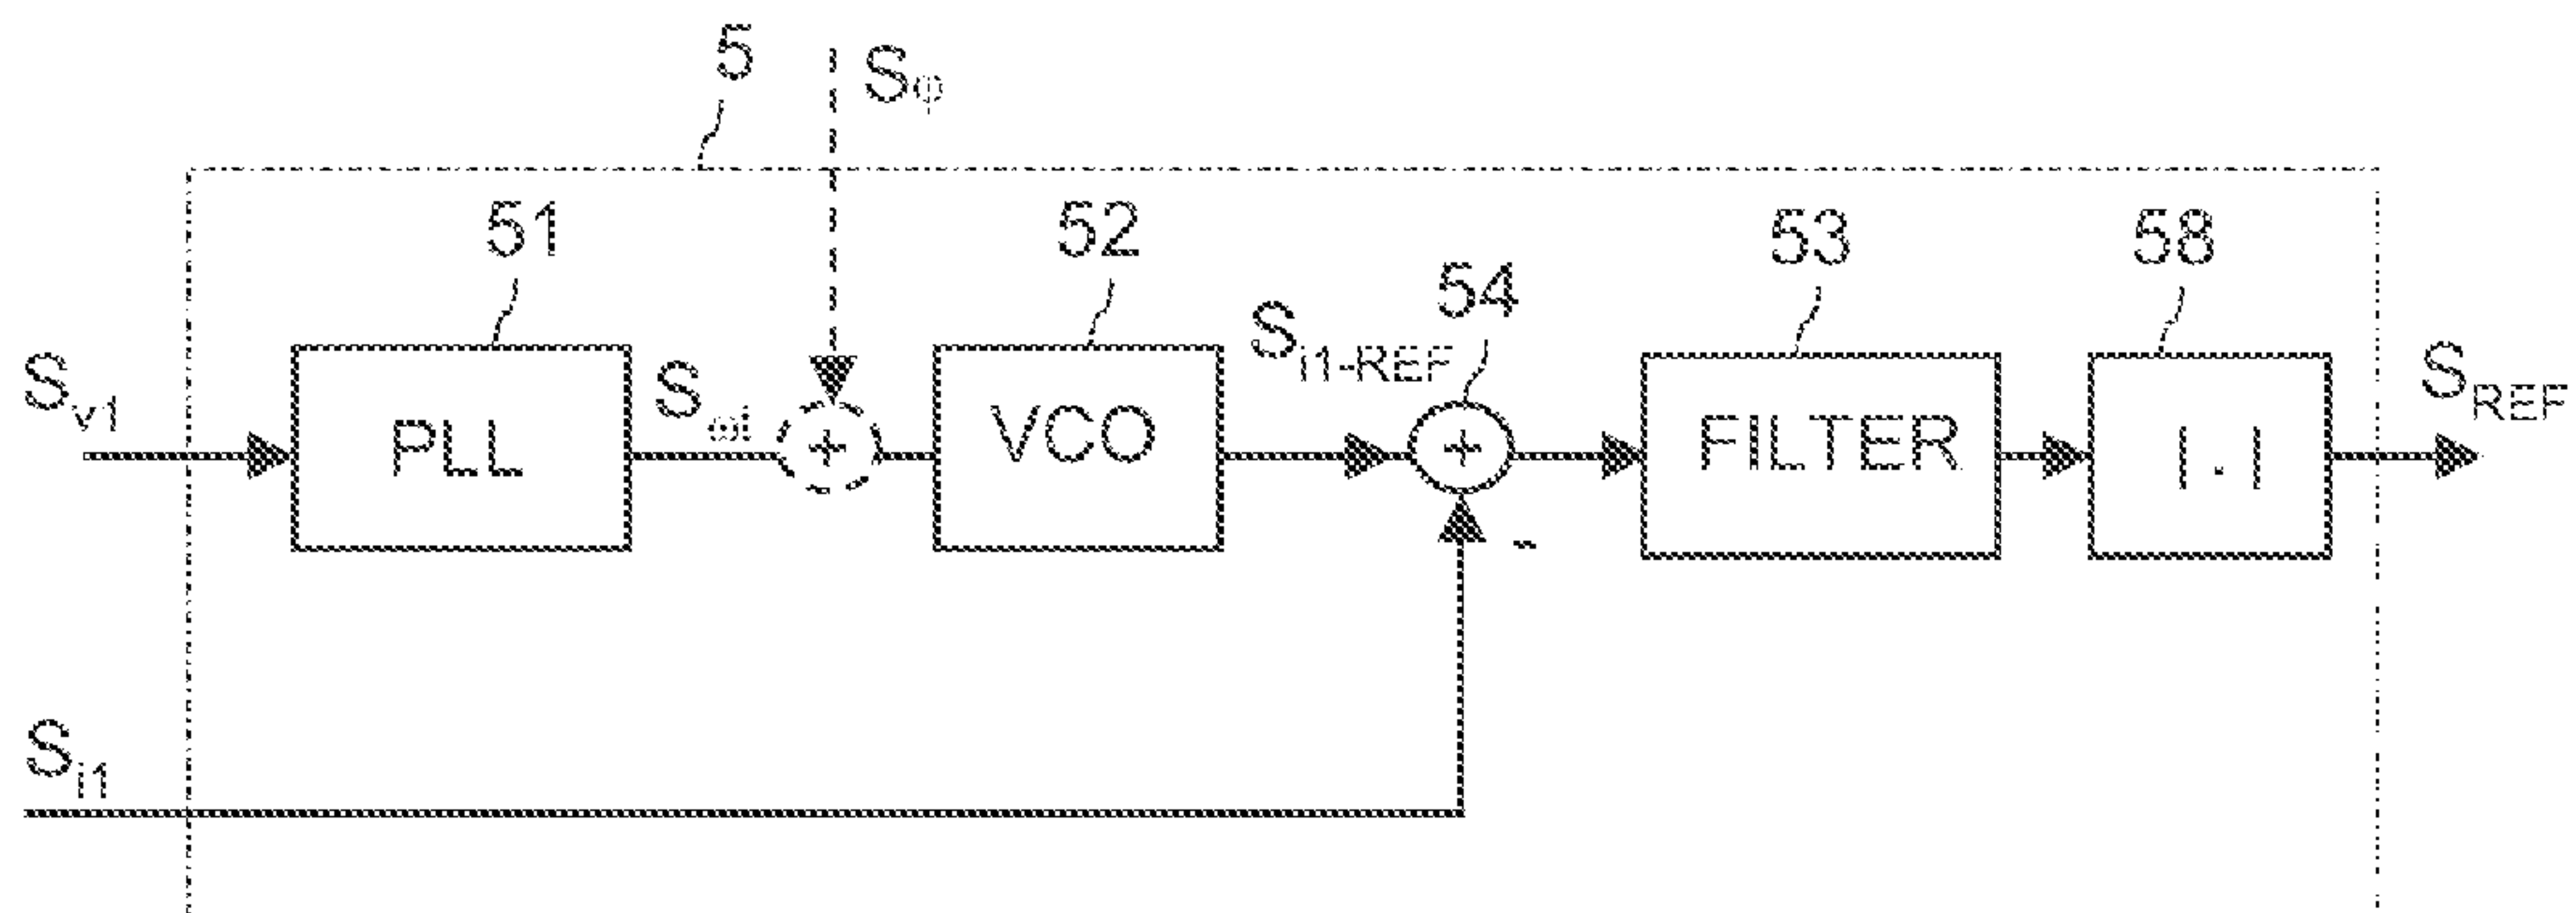 5
Sφ
51
52
53
58
54
Sv1
PLL
Sωt
+
VCO
Si1-REF
+
-
FILTER
|.|
SREF
Si1